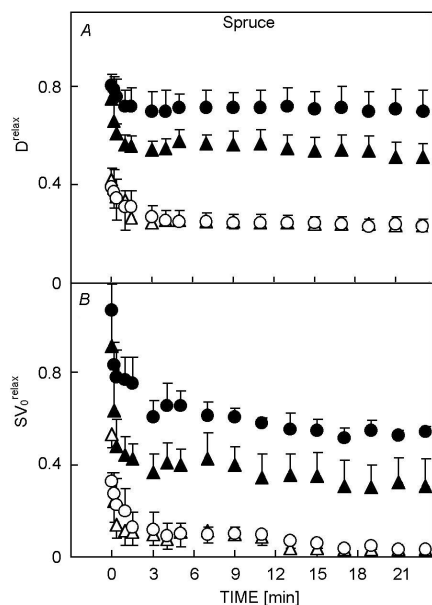 Spruce
A
0.8
0.4
0
D^relax
B
0.8
0.4
0
SV₀^relax
0 3 6 9 12 15 18 21
TIME [min]